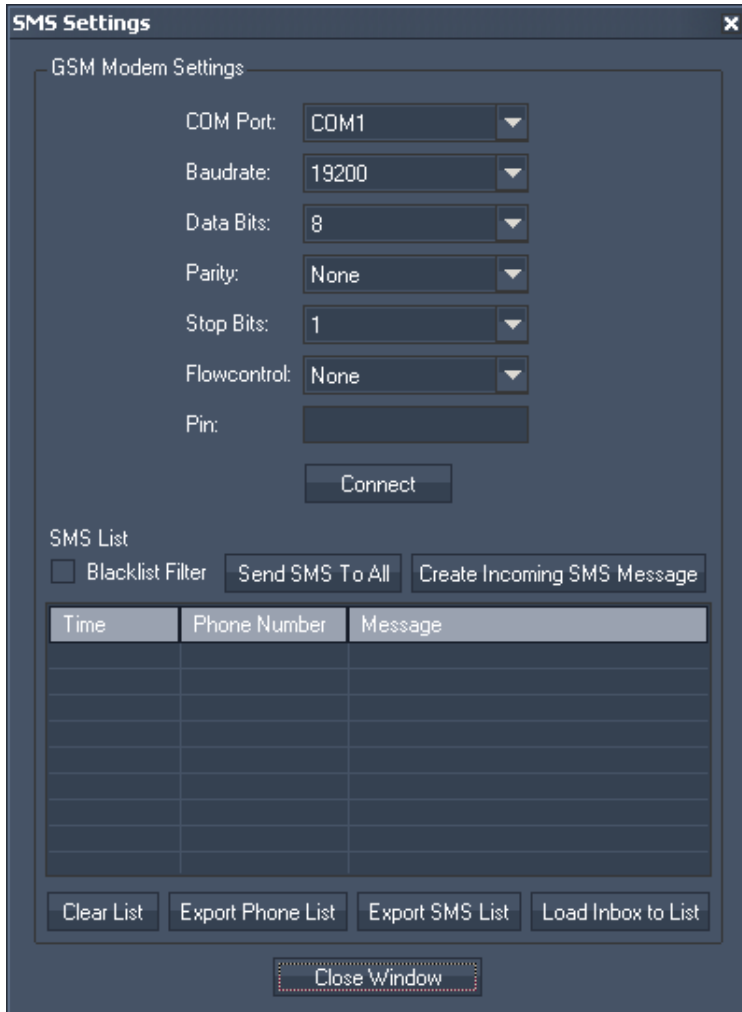 SMS Settings
GSM Modem Settings
COM Port: COM1
Baudrate: 19200
Data Bits: 8
Parity: None
Stop Bits: 1
Flowcontrol: None
Pin:
Connect
SMS List
Blacklist Filter Send SMS To All Create Incoming SMS Message
Time Phone Number Message
Clear List Export Phone List Export SMS List Load Inbox to List
Close Window